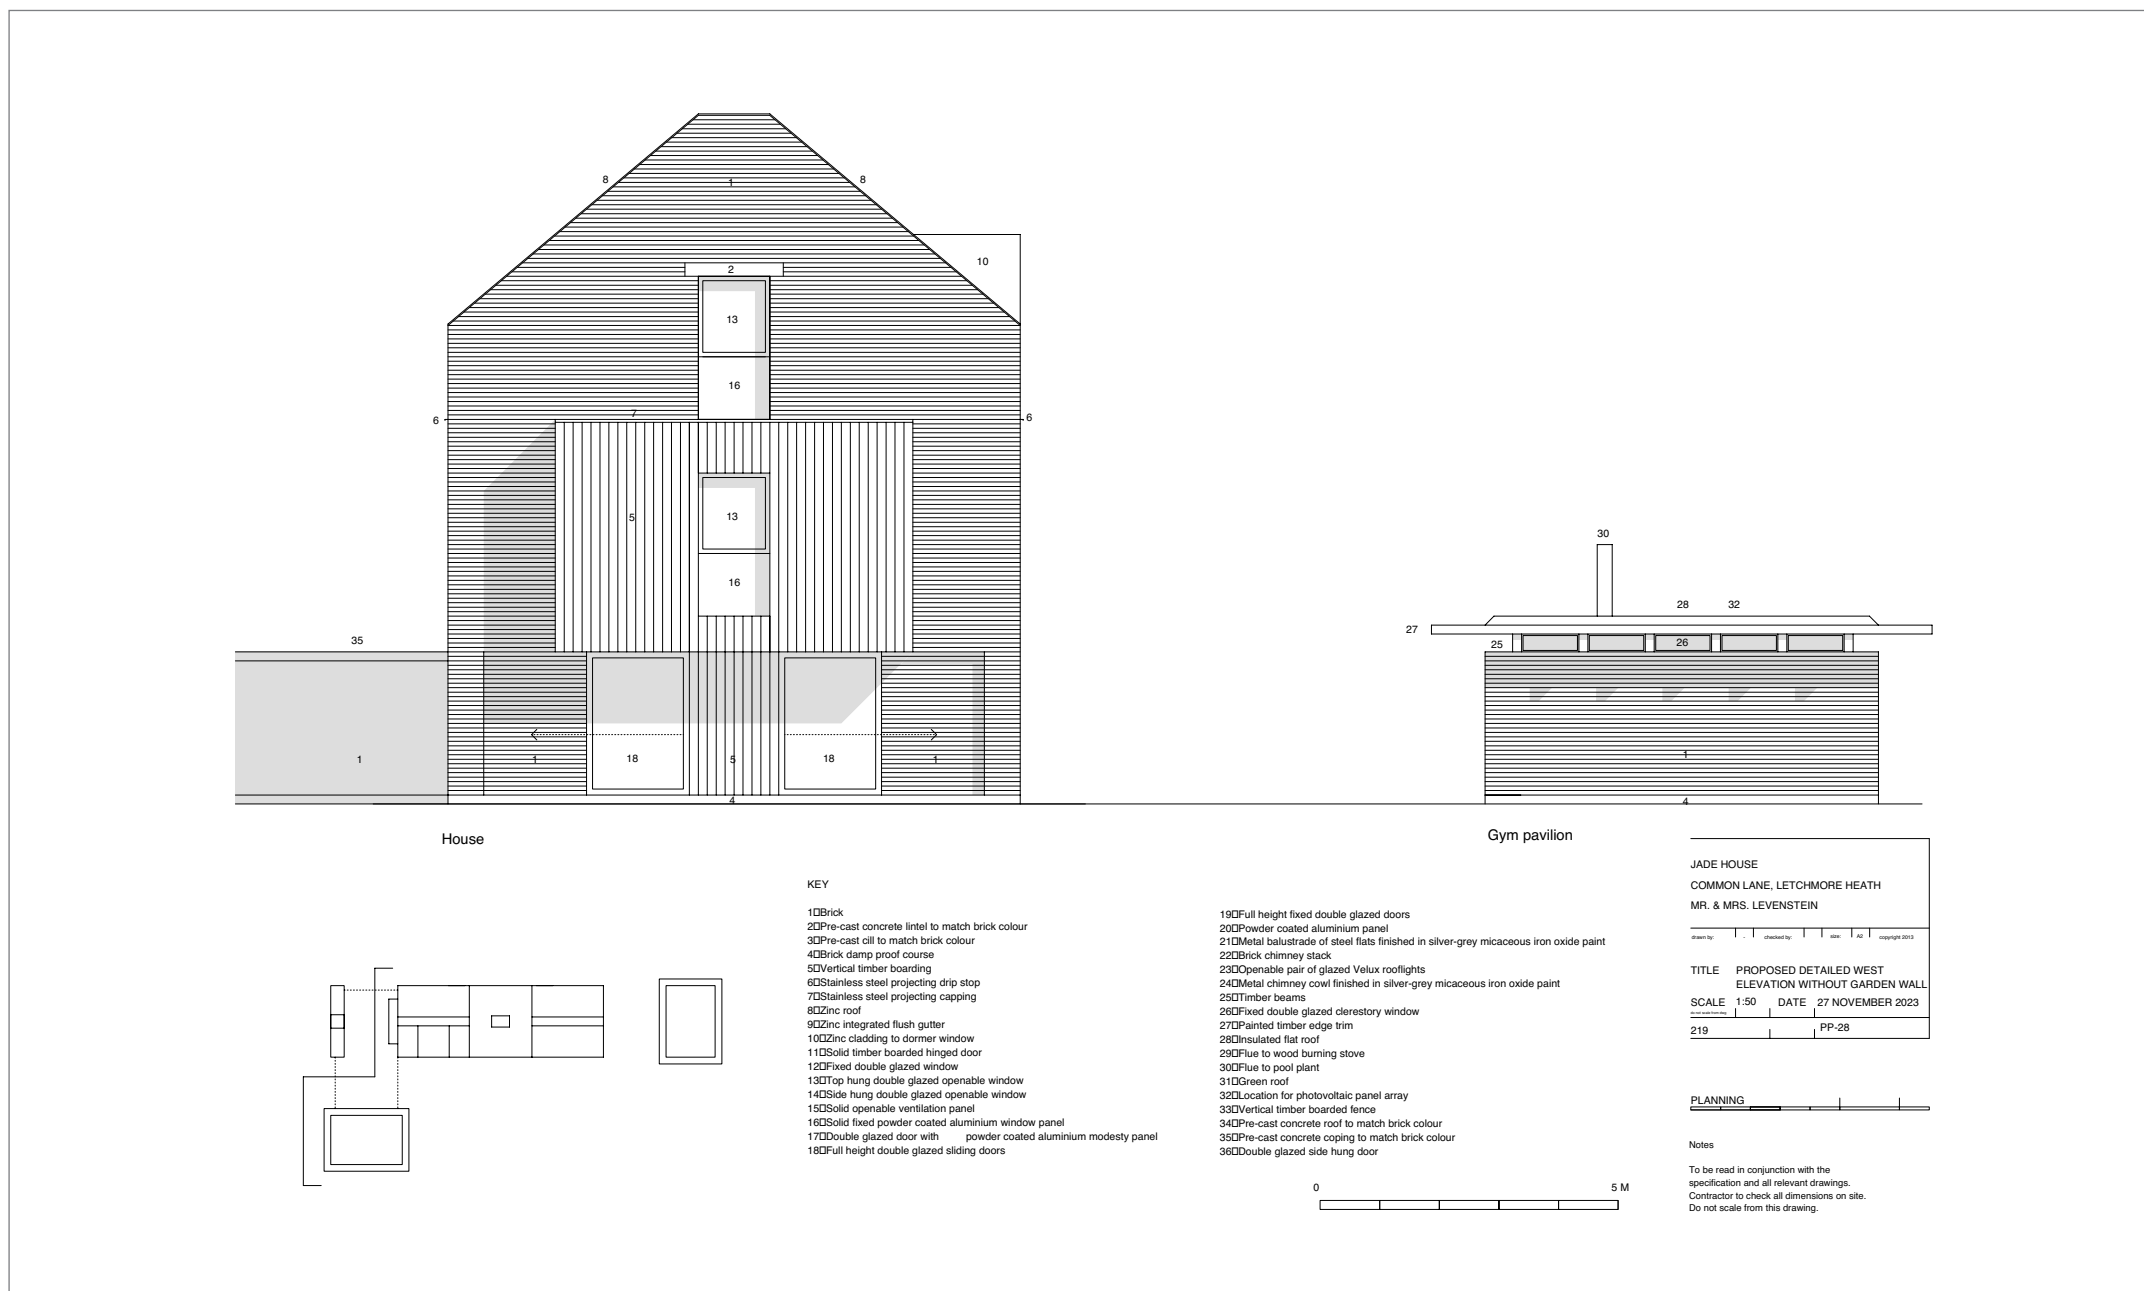 8
1
8
10
2
13
16
7
6
6
5
13
16
35
30
28
32
27
25
26
1
1
18
5
18
1
1
4
4
House
Gym pavilion
KEY
1□Brick
2□Pre-cast concrete lintel to match brick colour
3□Pre-cast cill to match brick colour
4□Brick damp proof course
5□Vertical timber boarding
6□Stainless steel projecting drip stop
7□Stainless steel projecting capping
8□Zinc roof
9□Zinc integrated flush gutter
10□Zinc cladding to dormer window
11□Solid timber boarded hinged door
12□Fixed double glazed window
13□Top hung double glazed openable window
14□Side hung double glazed openable window
15□Solid openable ventilation panel
16□Solid fixed powder coated aluminium window panel
17□Double glazed door with powder coated aluminium modesty panel
18□Full height double glazed sliding doors
19□Full height fixed double glazed doors
20□Powder coated aluminium panel
21□Metal balustrade of steel flats finished in silver-grey micaceous iron oxide paint
22□Brick chimney stack
23□Openable pair of glazed Velux rooflights
24□Metal chimney cowl finished in silver-grey micaceous iron oxide paint
25□Timber beams
26□Fixed double glazed clerestory window
27□Painted timber edge trim
28□Insulated flat roof
29□Flue to wood burning stove
30□Flue to pool plant
31□Green roof
32□Location for photovoltaic panel array
33□Vertical timber boarded fence
34□Pre-cast concrete roof to match brick colour
35□Pre-cast concrete coping to match brick colour
36□Double glazed side hung door
0 5 M
JADE HOUSE
COMMON LANE, LETCHMORE HEATH
MR. & MRS. LEVENSTEIN
drawn by: - checked by: size: A2 copyright 2013
TITLE PROPOSED DETAILED WEST
ELEVATION WITHOUT GARDEN WALL
SCALE 1:50 DATE 27 NOVEMBER 2023
do not scale from dwg
219 PP-28
PLANNING
Notes
To be read in conjunction with the
specification and all relevant drawings.
Contractor to check all dimensions on site.
Do not scale from this drawing.